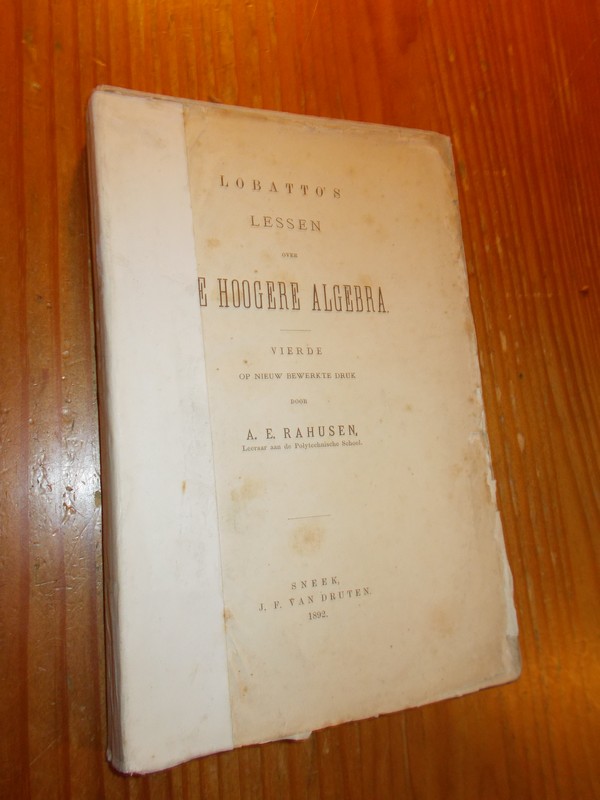 LOBATTO'S
LESSEN
OVER
E HOOGERE ALGEBRA.
VIERDE
OP NIEUW BEWERKTE DRUK
DOOR
A. E. RAHUSEN,
Leeraar aan de Polytechnische School.
SNEEK,
J. F. VAN DRUTEN.
1892.